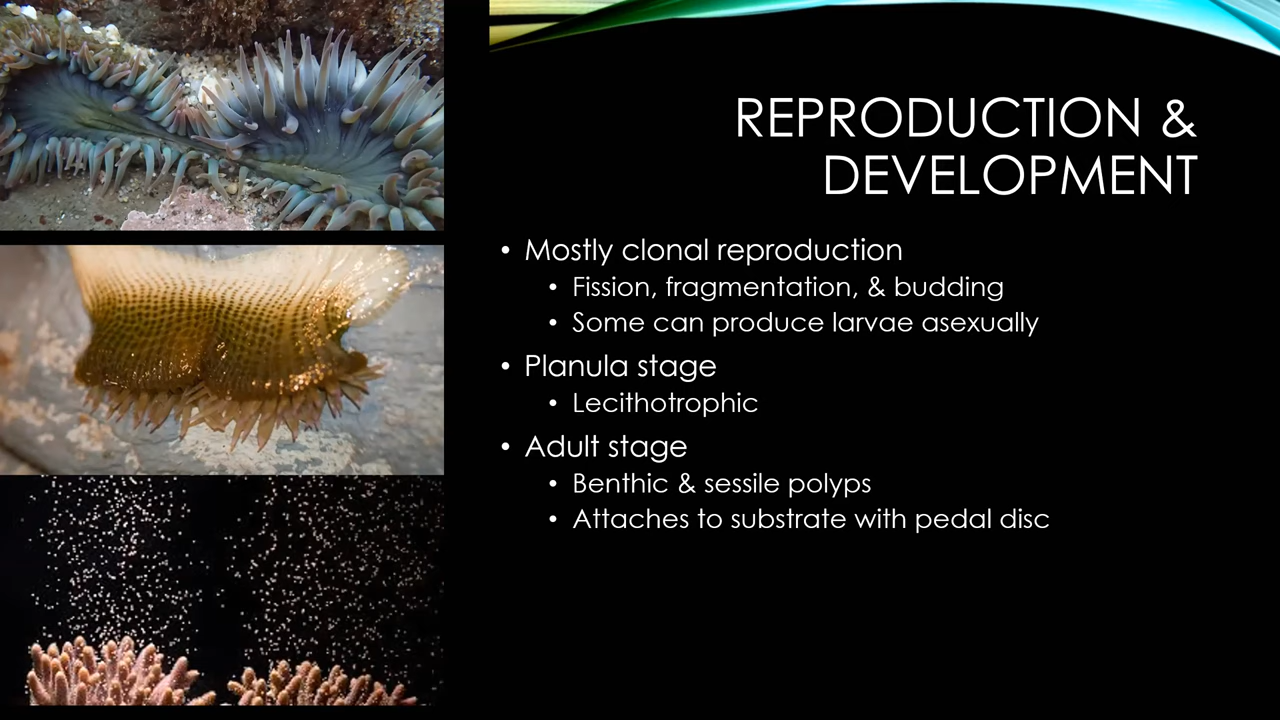 REPRODUCTION &
DEVELOPMENT
• Mostly clonal reproduction
• Fission, fragmentation, & budding
• Some can produce larvae asexually
• Planula stage
• Lecithotrophic
• Adult stage
• Benthic & sessile polyps
• Attaches to substrate with pedal disc